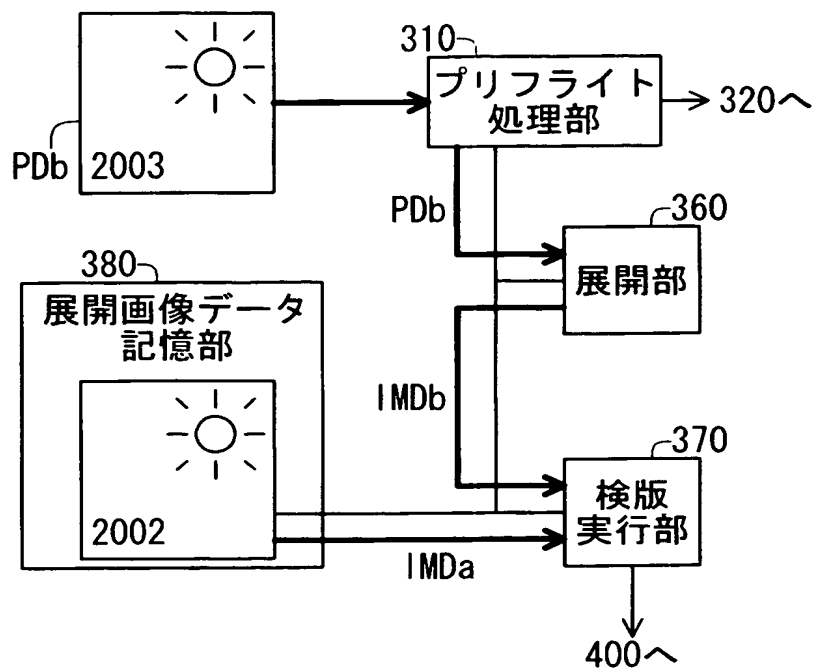 310
プリフライト
処理部
320へ
PDb
2003
PDb
360
展開部
380
展開画像データ
記憶部
IMDb
370
検版
実行部
2002
IMDa
400へ